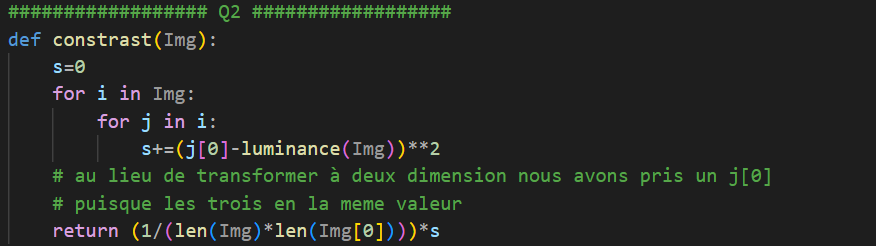 ################## Q2 ##################
def constrast(Img):
    s=0
    for i in Img:
        for j in i:
            s+=(j[0]-luminance(Img))**2
    # au lieu de transformer à deux dimension nous avons pris un j[0]
    # puisque les trois en la meme valeur
    return (1/(len(Img)*len(Img[0])))*s